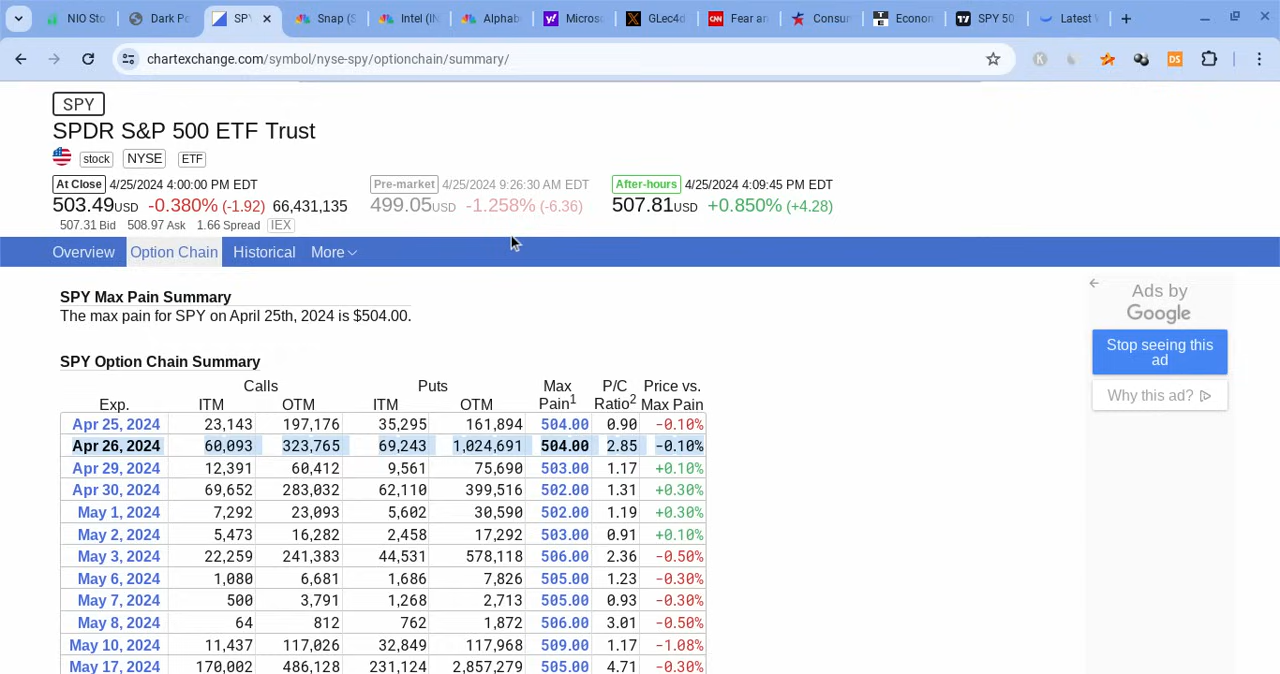 NIO Sto
Dark Po
SPY
Snap (S
Intel (IN
Alphab
Micros
GLec4d
Fear an
Consur
Econor
SPY 50
Latest
chartexchange.com/symbol/nyse-spy/optionchain/summary/
SPY
SPDR S&P 500 ETF Trust
stock NYSE ETF
At Close 4/25/2024 4:00:00 PM EDT
503.49USD -0.380% (-1.92) 66,431,135
507.31 Bid 508.97 Ask 1.66 Spread IEX
Pre-market 4/25/2024 9:26:30 AM EDT
499.05USD -1.258% (-6.36)
After-hours 4/25/2024 4:09:45 PM EDT
507.81USD +0.850% (+4.28)
Overview Option Chain Historical More
SPY Max Pain Summary
The max pain for SPY on April 25th, 2024 is $504.00.
SPY Option Chain Summary
Calls Puts Max P/C Price vs.
Exp. ITM OTM ITM OTM Pain1 Ratio2 Max Pain
Apr 25, 2024 23,143 197,176 35,295 161,894 504.00 0.90 -0.10%
Apr 26, 2024 60,093 323,765 69,243 1,024,691 504.00 2.85 -0.10%
Apr 29, 2024 12,391 60,412 9,561 75,690 503.00 1.17 +0.10%
Apr 30, 2024 69,652 283,032 62,110 399,516 502.00 1.31 +0.30%
May 1, 2024 7,292 23,093 5,602 30,590 502.00 1.19 +0.30%
May 2, 2024 5,473 16,282 2,458 17,292 503.00 0.91 +0.10%
May 3, 2024 22,259 241,383 44,531 578,118 506.00 2.36 -0.50%
May 6, 2024 1,080 6,681 1,686 7,826 505.00 1.23 -0.30%
May 7, 2024 500 3,791 1,268 2,713 505.00 0.93 -0.30%
May 8, 2024 64 812 762 1,872 506.00 3.01 -0.50%
May 10, 2024 11,437 117,026 32,849 117,968 509.00 1.17 -1.08%
May 17, 2024 170,002 486,128 231,124 2,857,279 505.00 4.71 -0.30%
Ads by
Google
Stop seeing this
ad
Why this ad?